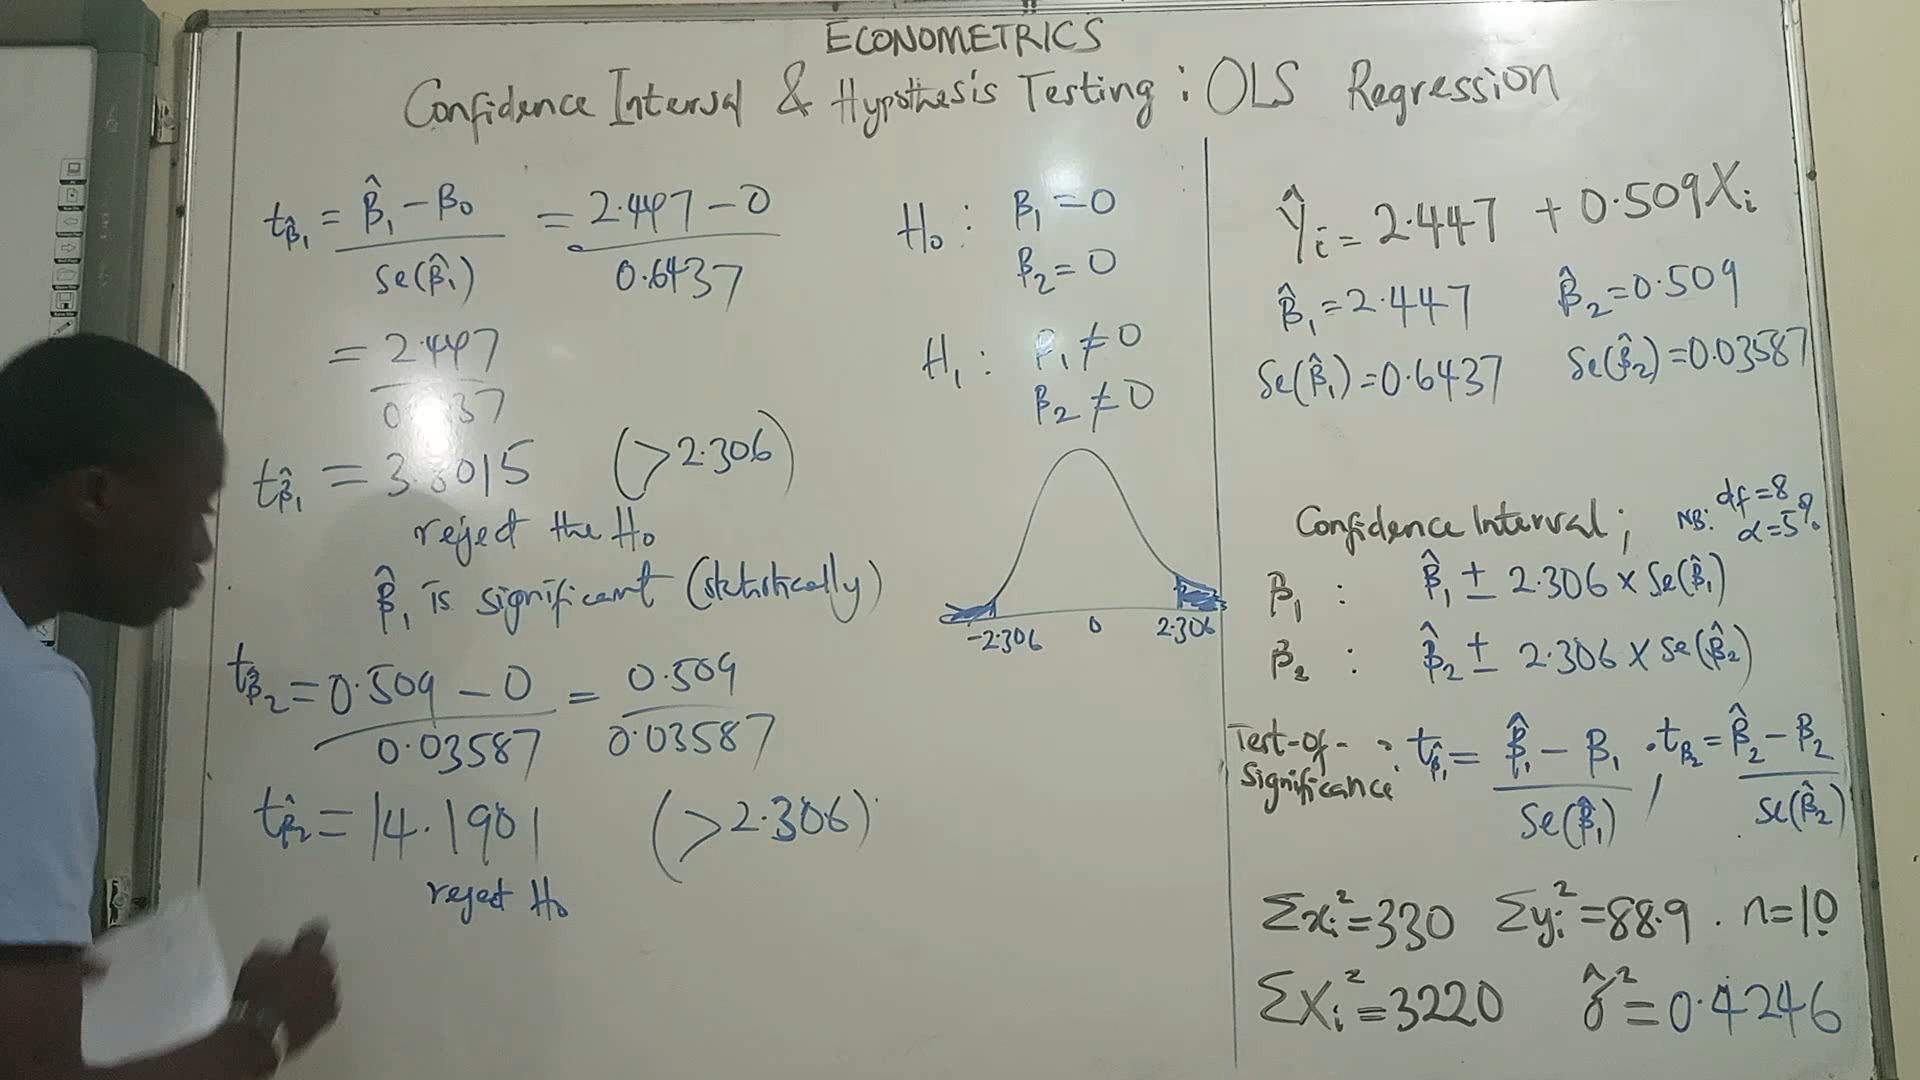 ECONOMETRICS
Confidence Interval & Hypothesis Testing : OLS Regression
tβ̂₁ = β̂₁ − β₀ / Se(β̂₁) = 2.447 − 0 / 0.6437
= 2.447 /
tβ̂₁ = 3.8015 (>2.306)
reject the H₀
β̂₁ is significant (statistically)
tβ̂₂ = 0.509 − 0 / 0.03587 = 0.509 / 0.03587
tβ̂₂ = 14.1901 (>2.306)
reject H₀
H₀ : β₁ = 0
β₂ = 0
H₁ : β₁ ≠ 0
β₂ ≠ 0
−2.306 0 2.306
Ŷᵢ = 2.447 + 0.509Xᵢ
β̂₁ = 2.447 β̂₂ = 0.509
Se(β̂₁) = 0.6437 Se(β̂₂) = 0.03587
Confidence Interval ; NB: df = 8
α = 5%
β₁ : β̂₁ ± 2.306 × Se(β̂₁)
β₂ : β̂₂ ± 2.306 × Se(β̂₂)
Test-of-Significance : tβ̂₁ = β̂₁ − β₁ / Se(β̂₁) , tβ₂ = β̂₂ − β₂ / Se(β̂₂)
Σxᵢ² = 330 Σyᵢ² = 88.9 . n = 10
ΣXᵢ² = 3220 σ̂² = 0.4246